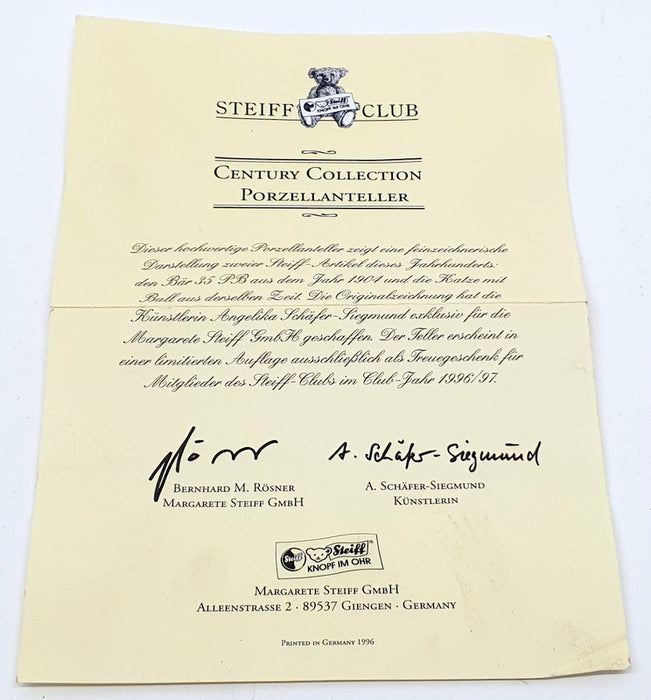 Steiff
KNOPF IM OHR
STEIFF CLUB
CENTURY COLLECTION
PORZELLANTELLER
Dieser hochwertige Porzellanteller zeigt eine feinzeichnerische
Darstellung zweier Steiff-Artikel dieses Jahrhunderts:
den Bär 35 PB aus dem Jahr 1904 und die Katze mit
Ball aus derselben Zeit. Die Originalzeichnung hat die
Künstlerin Angelika Schäfer-Siegmund exklusiv für die
Margarete Steiff GmbH geschaffen. Der Teller erscheint in
einer limitierten Auflage ausschließlich als Treuegeschenk für
Mitglieder des Steiff-Clubs im Club-Jahr 1996/97.
A. Schäfer-Siegmund
BERNHARD M. RÖSNER
MARGARETE STEIFF GMBH
A. SCHÄFER-SIEGMUND
KÜNSTLERIN
Steiff
Steiff®
KNOPF IM OHR
MARGARETE STEIFF GMBH
ALLEENSTRASSE 2 · 89537 GIENGEN · GERMANY
PRINTED IN GERMANY 1996